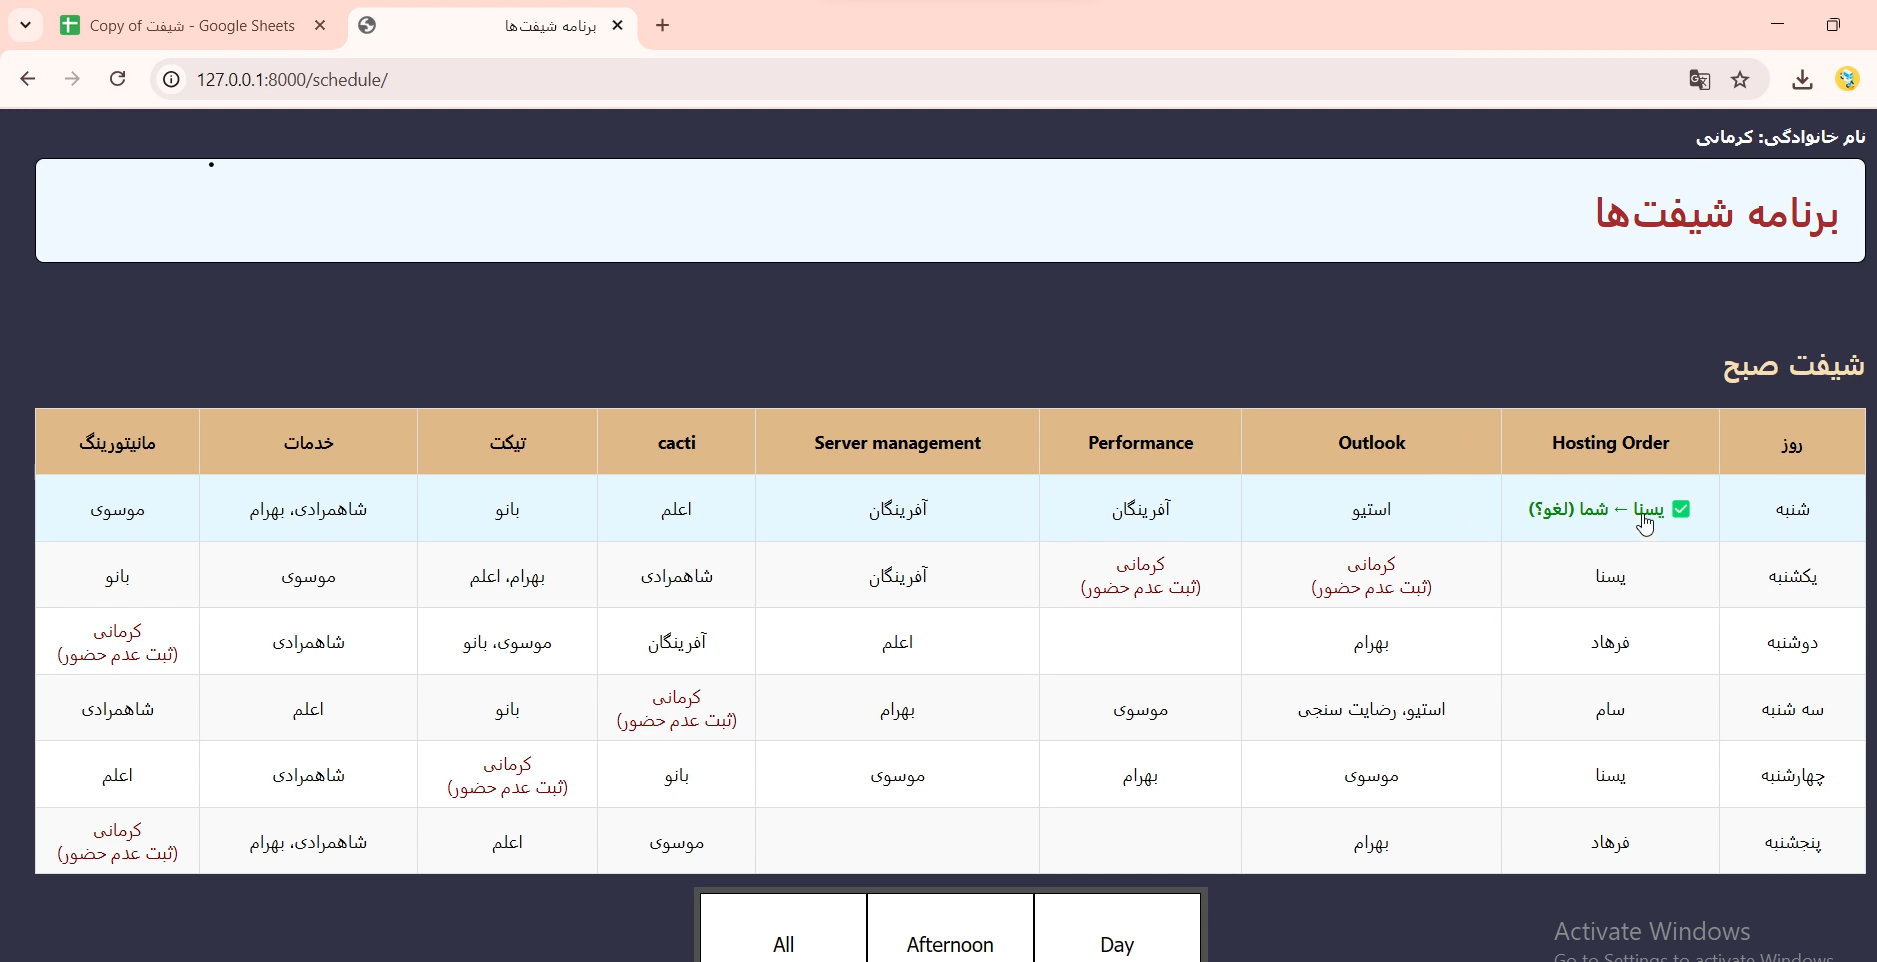 Copy of شیفت - Google Sheets
برنامه شیفت‌ها
127.0.0.1:8000/schedule/
نام خانوادگی: کرمانی
برنامه شیفت‌ها
شیفت صبح
روز Hosting Order Outlook Performance Server management cacti تیکت خدمات مانیتورینگ
شنبه ✅ یسنا ← شما (لغو؟) استیو آفرینگان آفرینگان اعلم بانو شاهمرادی، بهرام موسوی
یکشنبه یسنا کرمانی (ثبت عدم حضور) کرمانی (ثبت عدم حضور) آفرینگان شاهمرادی بهرام، اعلم موسوی بانو
دوشنبه فرهاد بهرام اعلم آفرینگان موسوی، بانو شاهمرادی کرمانی (ثبت عدم حضور)
سه شنبه سام استیو، رضایت سنجی موسوی بهرام کرمانی (ثبت عدم حضور) بانو اعلم شاهمرادی
چهارشنبه یسنا موسوی بهرام موسوی بانو کرمانی (ثبت عدم حضور) شاهمرادی اعلم
پنجشنبه فرهاد بهرام موسوی اعلم شاهمرادی، بهرام کرمانی (ثبت عدم حضور)
All Afternoon Day
Activate Windows
Go to Settings to activate Windows.